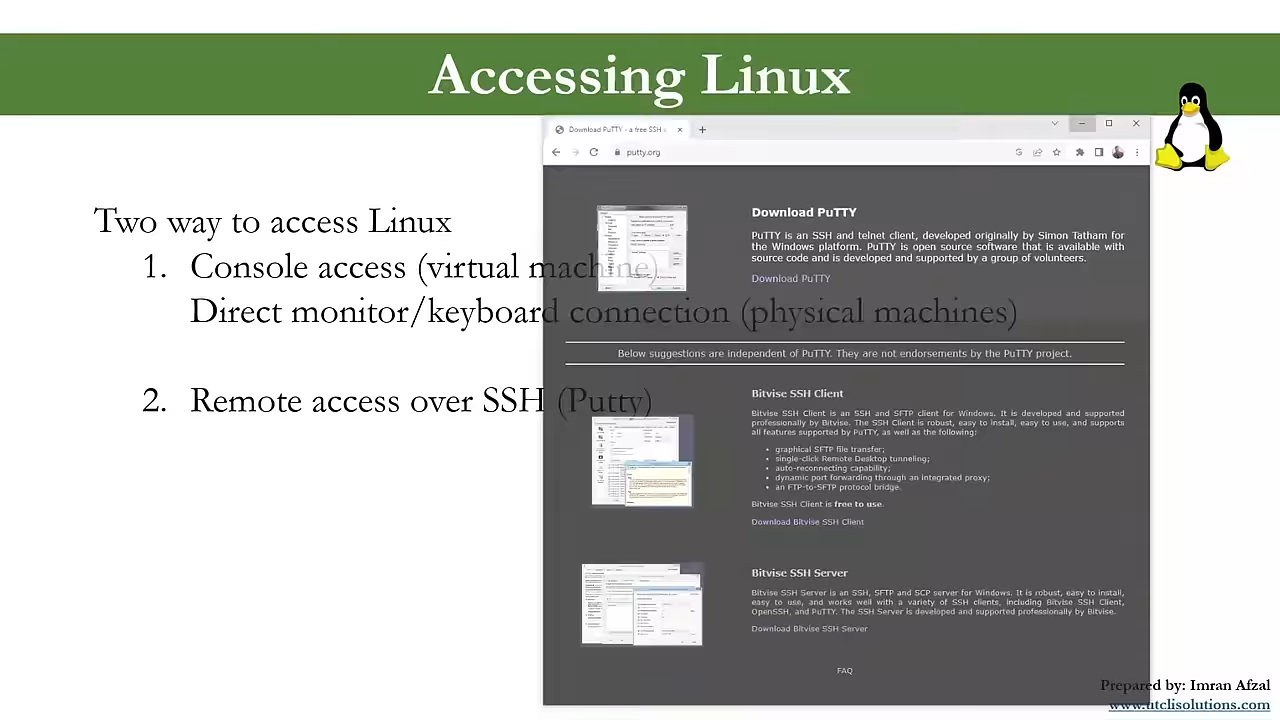 Accessing Linux
Download PuTTY - a free SSH
putty.org
Two way to access Linux
1. Console access (virtual machine)
Direct monitor/keyboard connection (physical machines)
2. Remote access over SSH (Putty)
Download PuTTY
PuTTY is an SSH and telnet client, developed originally by Simon Tatham for
the Windows platform. PuTTY is open source software that is available with
source code and is developed and supported by a group of volunteers.
Download PuTTY
Below suggestions are independent of PuTTY. They are not endorsements by the PuTTY project.
Bitvise SSH Client
Bitvise SSH Client is an SSH and SFTP client for Windows. It is developed and supported
professionally by Bitvise. The SSH Client is robust, easy to install, easy to use, and supports
all features supported by PuTTY, as well as the following:
• graphical SFTP file transfer;
• single-click Remote Desktop tunneling;
• auto-reconnecting capability;
• dynamic port forwarding through an integrated proxy;
• an FTP-to-SFTP protocol bridge.
Bitvise SSH Client is free to use.
Download Bitvise SSH Client
Bitvise SSH Server
Bitvise SSH Server is an SSH, SFTP and SCP server for Windows. It is robust, easy to install,
easy to use, and works well with a variety of SSH clients, including Bitvise SSH Client,
OpenSSH, and PuTTY. The SSH Server is developed and supported professionally by Bitvise.
Download Bitvise SSH Server
FAQ
Prepared by: Imran Afzal
www.utclisolutions.com